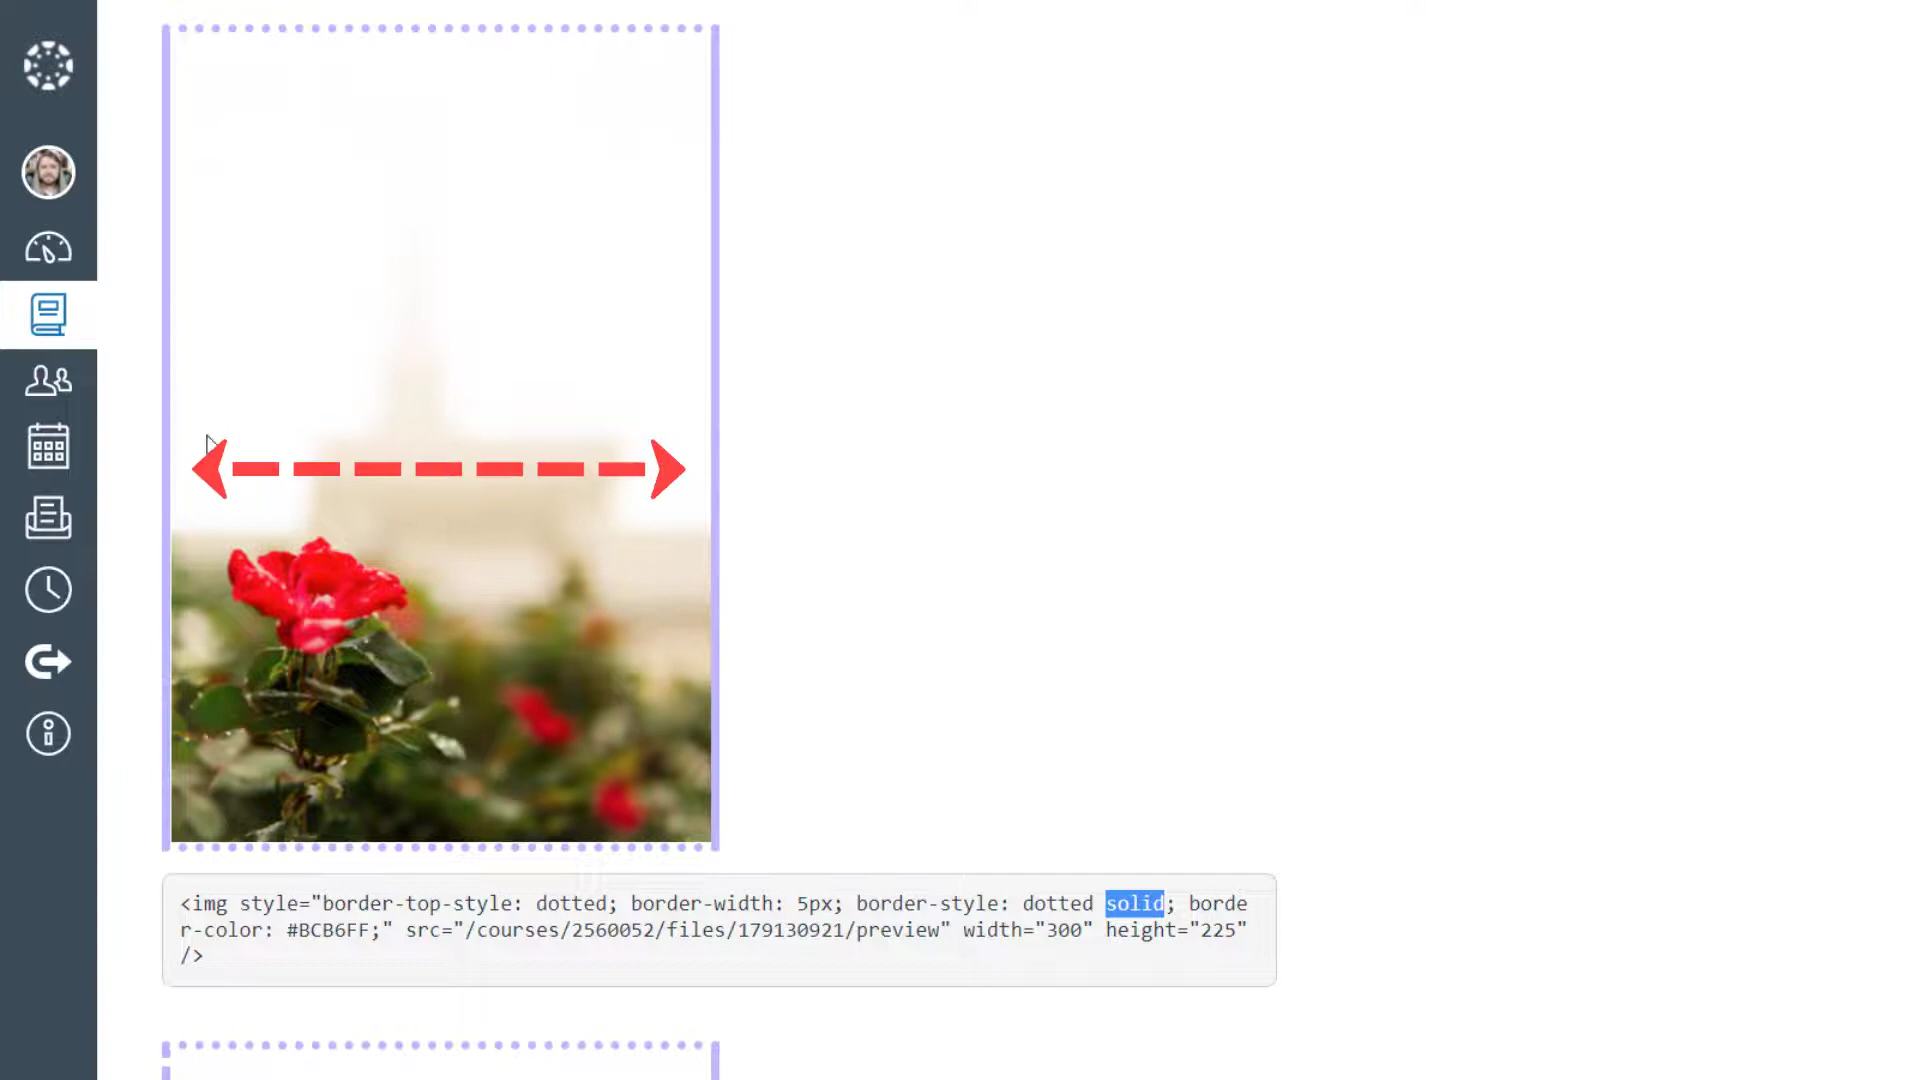 <img style="border-top-style: dotted; border-width: 5px; border-style: dotted solid; borde
r-color: #BCB6FF;" src="/courses/2560052/files/179130921/preview" width="300" height="225"
/>